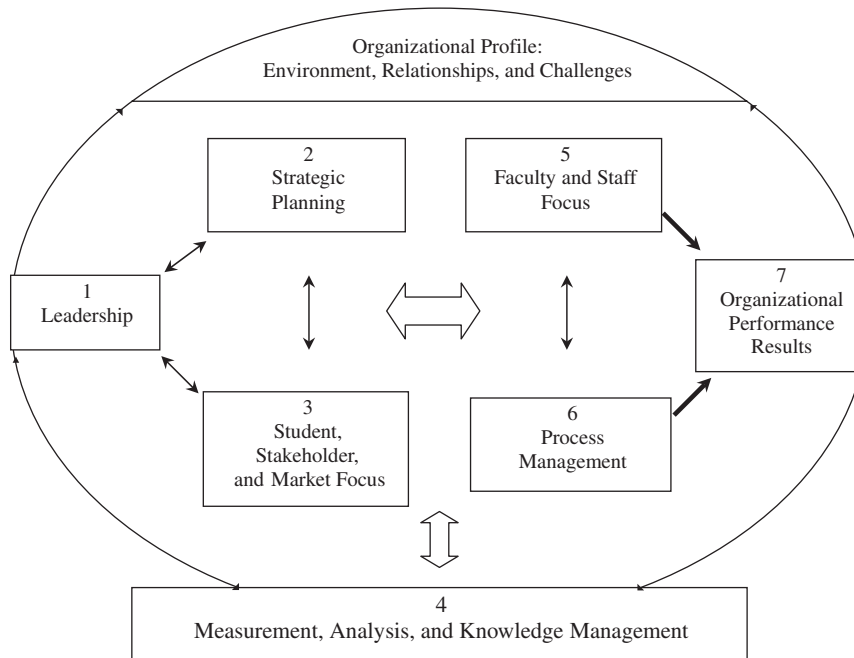 Organizational Profile:
Environment, Relationships, and Challenges
2
Strategic
Planning
5
Faculty and Staff
Focus
1
Leadership
7
Organizational
Performance
Results
3
Student,
Stakeholder,
and Market Focus
6
Process
Management
4
Measurement, Analysis, and Knowledge Management